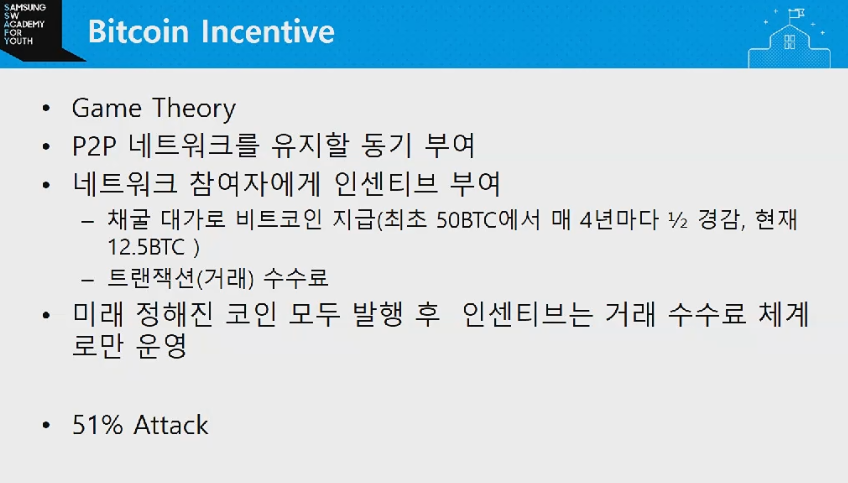 SAMSUNG
SW
ACADEMY
FOR
YOUTH
Bitcoin Incentive
• Game Theory
• P2P 네트워크를 유지할 동기 부여
• 네트워크 참여자에게 인센티브 부여
– 채굴 대가로 비트코인 지급(최초 50BTC에서 매 4년마다 ½ 경감, 현재
12.5BTC )
– 트랜잭션(거래) 수수료
• 미래 정해진 코인 모두 발행 후 인센티브는 거래 수수료 체계
로만 운영
• 51% Attack